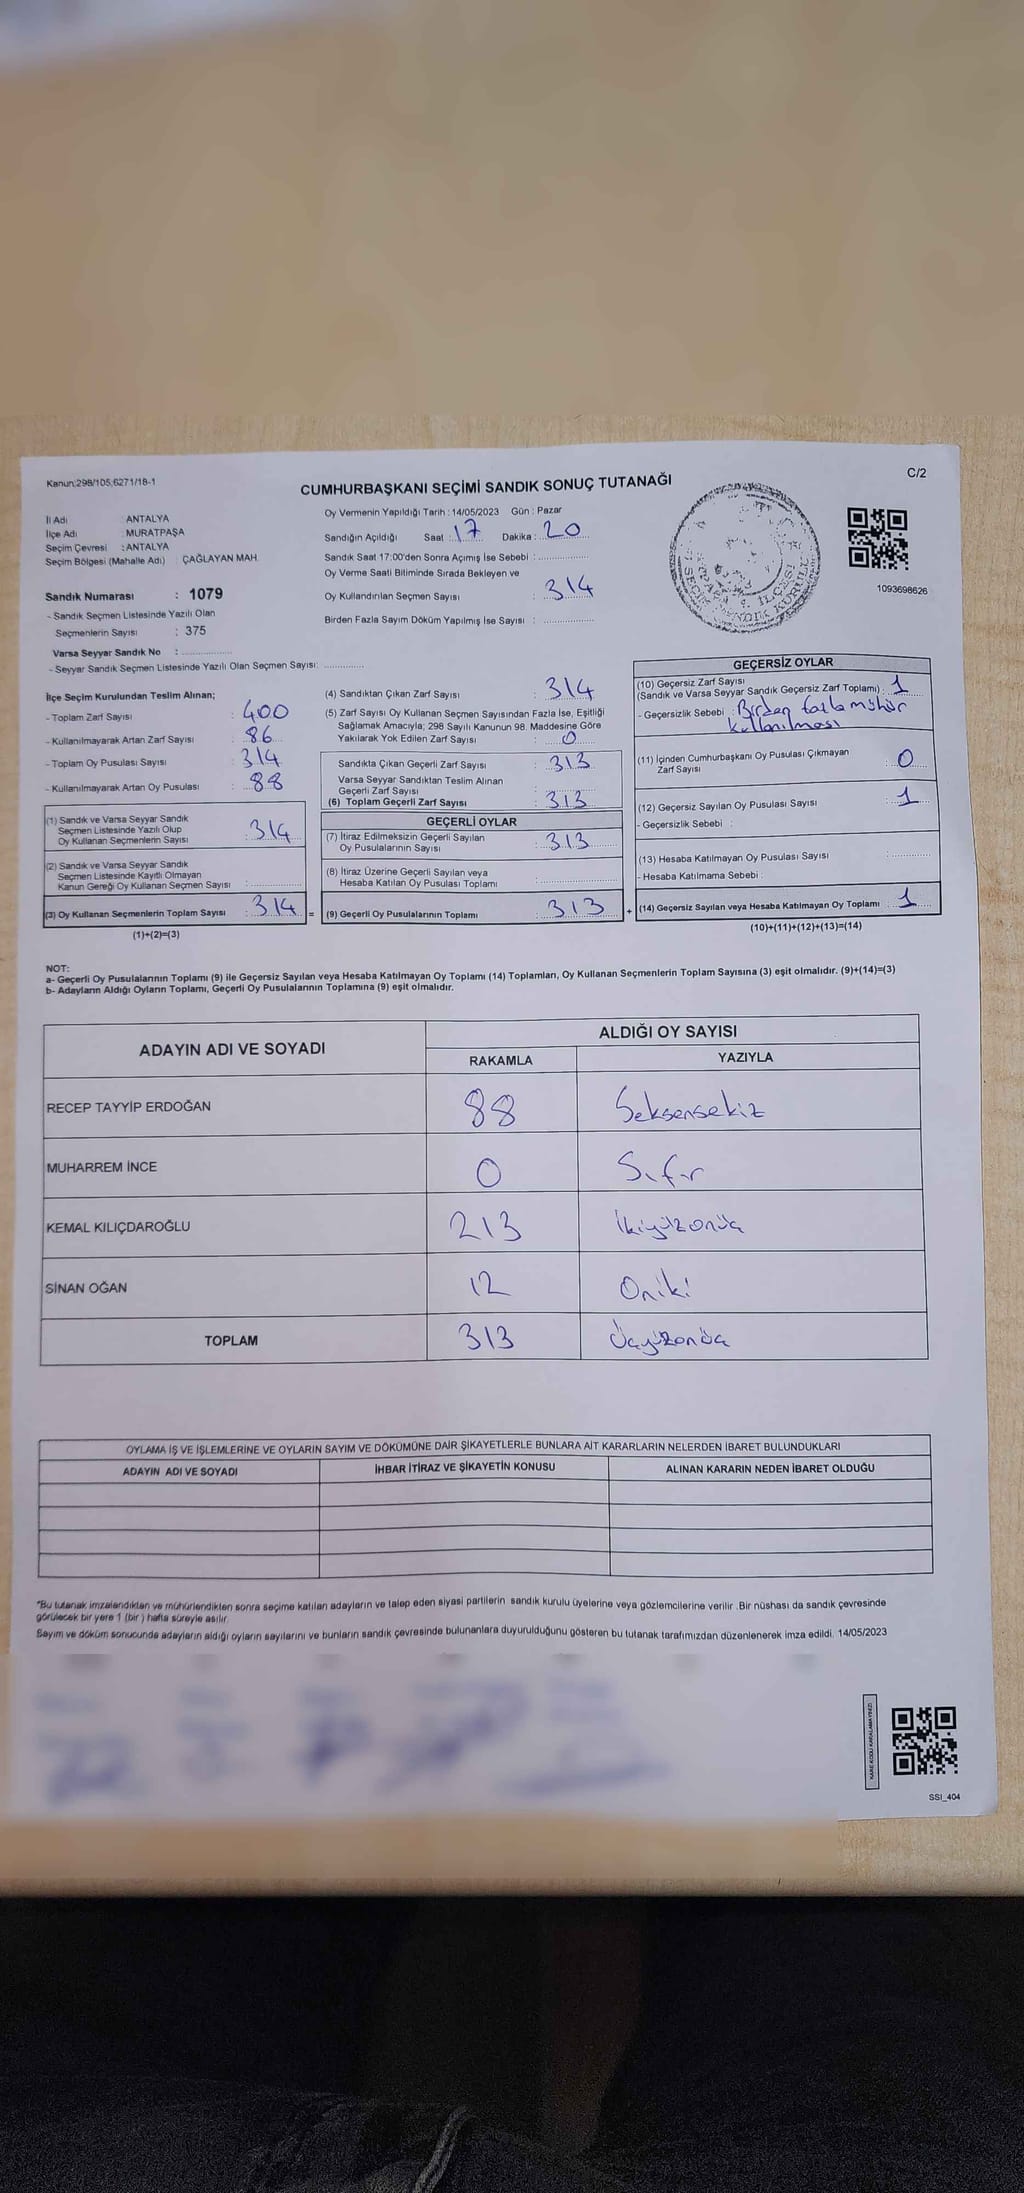 Kanun:298/105;6271/18-1
C/2
CUMHURBAŞKANI SEÇİMİ SANDIK SONUÇ TUTANAĞI
İl Adı : ANTALYA
İlçe Adı : MURATPAŞA
Seçim Çevresi : ANTALYA
Seçim Bölgesi (Mahalle Adı) : ÇAĞLAYAN MAH.
Sandık Numarası : 1079
- Sandık Seçmen Listesinde Yazılı Olan
Seçmenlerin Sayısı : 375
Varsa Seyyar Sandık No :
- Seyyar Sandık Seçmen Listesinde Yazılı Olan Seçmen Sayısı:
Oy Vermenin Yapıldığı Tarih : 14/05/2023 Gün : Pazar
Sandığın Açıldığı Saat : 17 Dakika : 20
Sandık Saat 17:00'den Sonra Açımış İse Sebebi :
Oy Verme Saati Bitiminde Sırada Bekleyen ve
Oy Kullandırılan Seçmen Sayısı : 314
Birden Fazla Sayım Döküm Yapılmış İse Sayısı :
1093698626
İlçe Seçim Kurulundan Teslim Alınan;
- Toplam Zarf Sayısı : 400
- Kullanılmayarak Artan Zarf Sayısı : 86
- Toplam Oy Pusulası Sayısı : 314
- Kullanılmayarak Artan Oy Pusulası : 88
(1) Sandık ve Varsa Seyyar Sandık
Seçmen Listesinde Yazılı Olup
Oy Kullanan Seçmenlerin Sayısı : 314
(2) Sandık ve Varsa Seyyar Sandık
Seçmen Listesinde Kayıtlı Olmayan
Kanun Gereği Oy Kullanan Seçmen Sayısı :
(3) Oy Kullanan Seçmenlerin Toplam Sayısı : 314 =
(1)+(2)=(3)
(4) Sandıktan Çıkan Zarf Sayısı : 314
(5) Zarf Sayısı Oy Kullanan Seçmen Sayısından Fazla İse, Eşitliği
Sağlamak Amacıyla; 298 Sayılı Kanunun 98. Maddesine Göre
Yakılarak Yok Edilen Zarf Sayısı : 0
Sandıkta Çıkan Geçerli Zarf Sayısı : 313
Varsa Seyyar Sandıktan Teslim Alınan
Geçerli Zarf Sayısı :
(6) Toplam Geçerli Zarf Sayısı : 313
GEÇERLİ OYLAR
(7) İtiraz Edilmeksizin Geçerli Sayılan
Oy Pusulalarının Sayısı : 313
(8) İtiraz Üzerine Geçerli Sayılan veya
Hesaba Katılan Oy Pusulası Toplamı :
(9) Geçerli Oy Pusulalarının Toplamı : 313 +
GEÇERSİZ OYLAR
(10) Geçersiz Zarf Sayısı
(Sandık ve Varsa Seyyar Sandık Geçersiz Zarf Toplamı) : 1
- Geçersizlik Sebebi : Birden fazla mühür
kullanılması
(11) İçinden Cumhurbaşkanı Oy Pusulası Çıkmayan
Zarf Sayısı : 0
(12) Geçersiz Sayılan Oy Pusulası Sayısı : 1
- Geçersizlik Sebebi :
(13) Hesaba Katılmayan Oy Pusulası Sayısı :
- Hesaba Katılmama Sebebi :
(14) Geçersiz Sayılan veya Hesaba Katılmayan Oy Toplamı : 1
(10)+(11)+(12)+(13)=(14)
NOT:
a- Geçerli Oy Pusulalarının Toplamı (9) ile Geçersiz Sayılan veya Hesaba Katılmayan Oy Toplamı (14) Toplamları, Oy Kullanan Seçmenlerin Toplam Sayısına (3) eşit olmalıdır. (9)+(14)=(3)
b- Adayların Aldığı Oyların Toplamı, Geçerli Oy Pusulalarının Toplamına (9) eşit olmalıdır.
ADAYIN ADI VE SOYADI
ALDIĞI OY SAYISI
RAKAMLA YAZIYLA
RECEP TAYYİP ERDOĞAN 88 Seksensekiz
MUHARREM İNCE 0 Sıfır
KEMAL KILIÇDAROĞLU 213 İkiyüzonüç
SİNAN OĞAN 12 Oniki
TOPLAM 313 Üçyüzonüç
OYLAMA İŞ VE İŞLEMLERİNE VE OYLARIN SAYIM VE DÖKÜMÜNE DAİR ŞİKAYETLERLE BUNLARA AİT KARARLARIN NELERDEN İBARET BULUNDUKLARI
ADAYIN ADI VE SOYADI İHBAR İTİRAZ VE ŞİKAYETİN KONUSU ALINAN KARARIN NEDEN İBARET OLDUĞU
"Bu tutanak imzalandıktan ve mühürlendikten sonra seçime katılan adayların ve talep eden siyasi partilerin sandık kurulu üyelerine veya gözlemcilerine verilir .Bir nüshası da sandık çevresinde
görülecek bir yere 1 (bir ) hafta süreyle asılır.
Sayım ve döküm sonucunda adayların aldığı oyların sayılarını ve bunların sandık çevresinde bulunanlara duyurulduğunu gösteren bu tutanak tarafımızdan düzenlenerek imza edildi. 14/05/2023
SSI_404